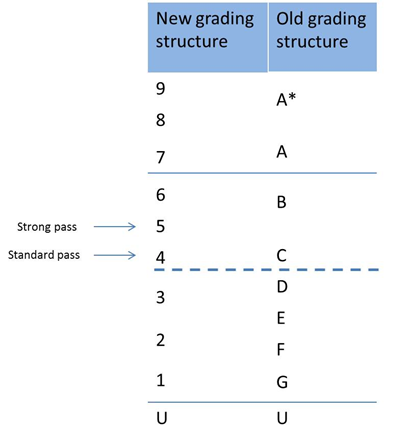 New grading structure
Old grading structure
9
A*
8
7
A
6
B
Strong pass
5
Standard pass
4
C
D
3
E
2
F
1
G
U
U